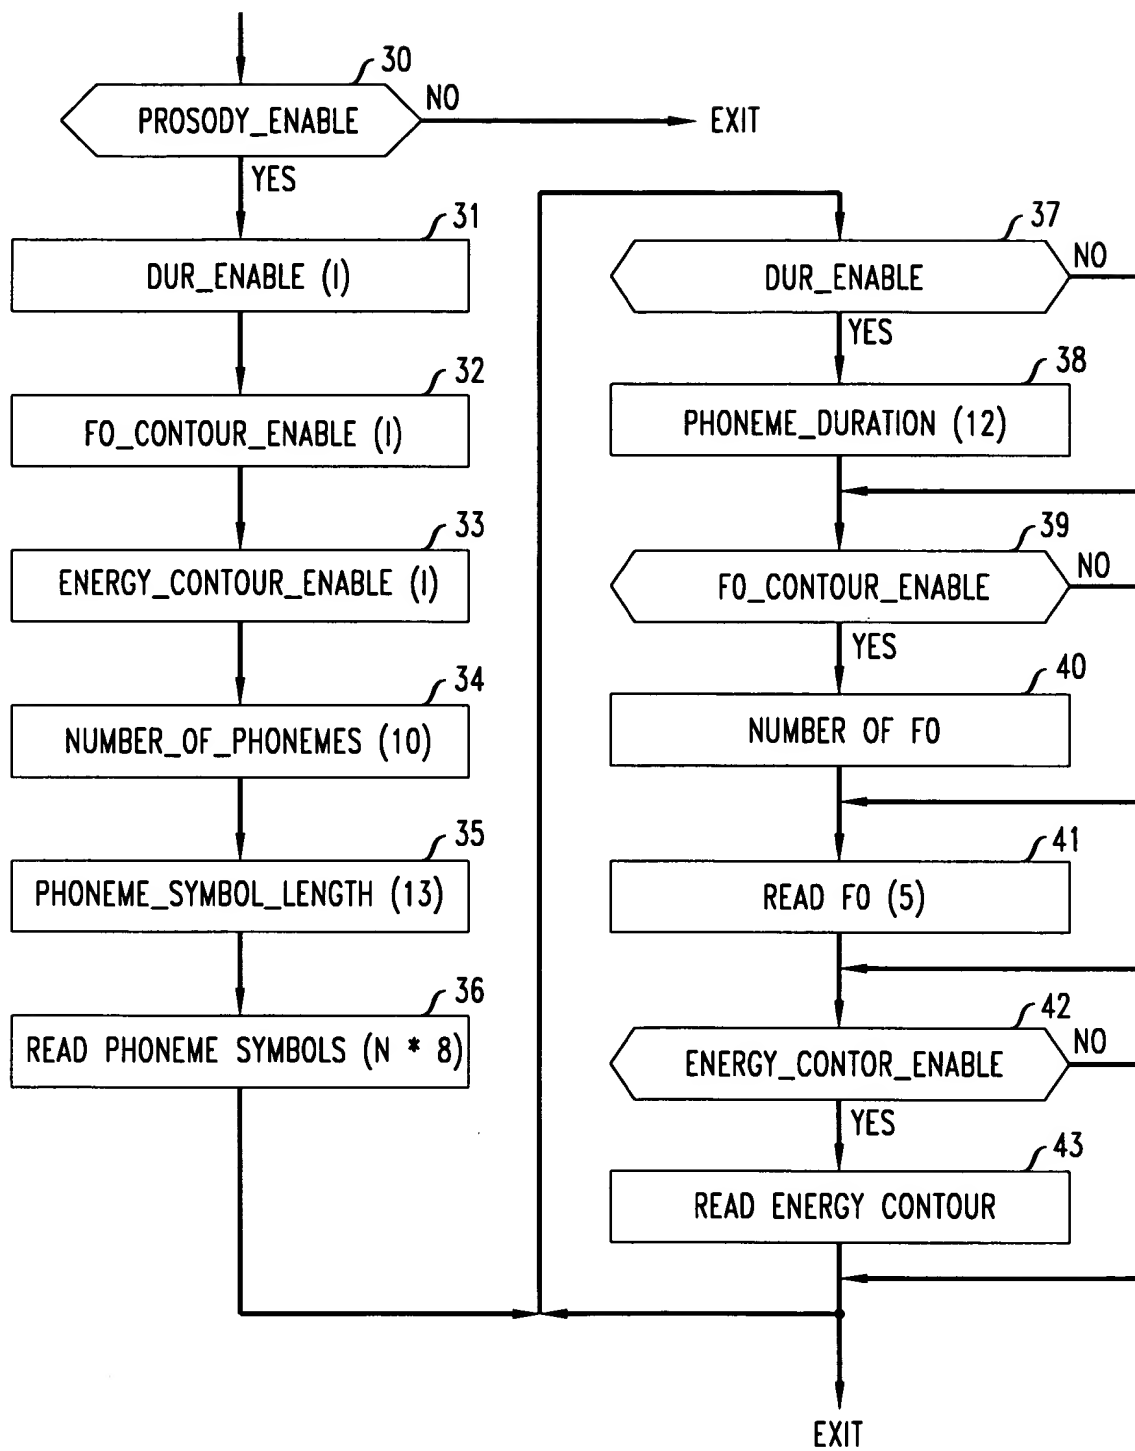 30
PROSODY_ENABLE
NO
EXIT
YES
31
DUR_ENABLE (1)
32
F0_CONTOUR_ENABLE (1)
33
ENERGY_CONTOUR_ENABLE (1)
34
NUMBER_OF_PHONEMES (10)
35
PHONEME_SYMBOL_LENGTH (13)
36
READ PHONEME SYMBOLS (N * 8)
37
DUR_ENABLE
NO
YES
38
PHONEME_DURATION (12)
39
F0_CONTOUR_ENABLE
NO
YES
40
NUMBER OF F0
41
READ F0 (5)
42
ENERGY_CONTOR_ENABLE
NO
YES
43
READ ENERGY CONTOUR
EXIT